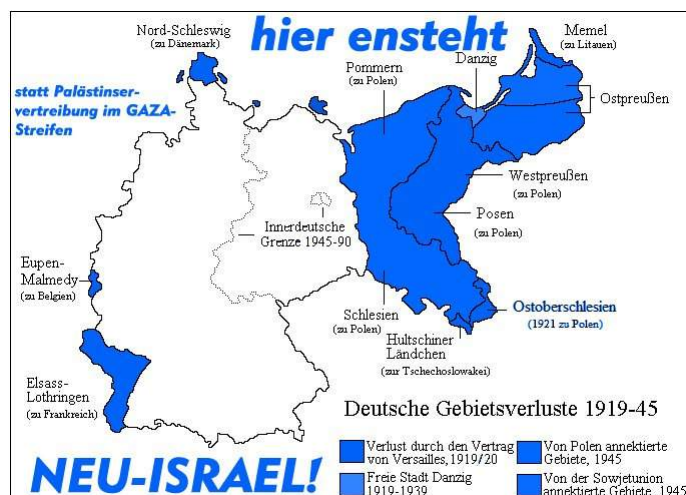 Nord-Schleswig
(zu Dänemark)
hier ensteht
Memel
(zu Litauen)
Danzig
Pommern
(zu Polen)
statt Palästinser-
vertreibung im GAZA-
Streifen
Ostpreußen
Westpreußen
(zu Polen)
Posen
(zu Polen)
Innerdeutsche
Grenze 1945-90
Eupen-
Malmedy
(zu Belgien)
Schlesien
(zu Polen)
Ostoberschlesien
(1921 zu Polen)
Hultschiner
Ländchen
(zur Tschechoslowakei)
Elsass-
Lothringen
(zu Frankreich)
Deutsche Gebietsverluste 1919-45
Verlust durch den Vertrag
von Versailles, 1919/20
Von Polen annektierte
Gebiete, 1945
Freie Stadt Danzig
1919-1939
Von der Sowjetunion
annektierte Gebiete, 1945
NEU-ISRAEL!